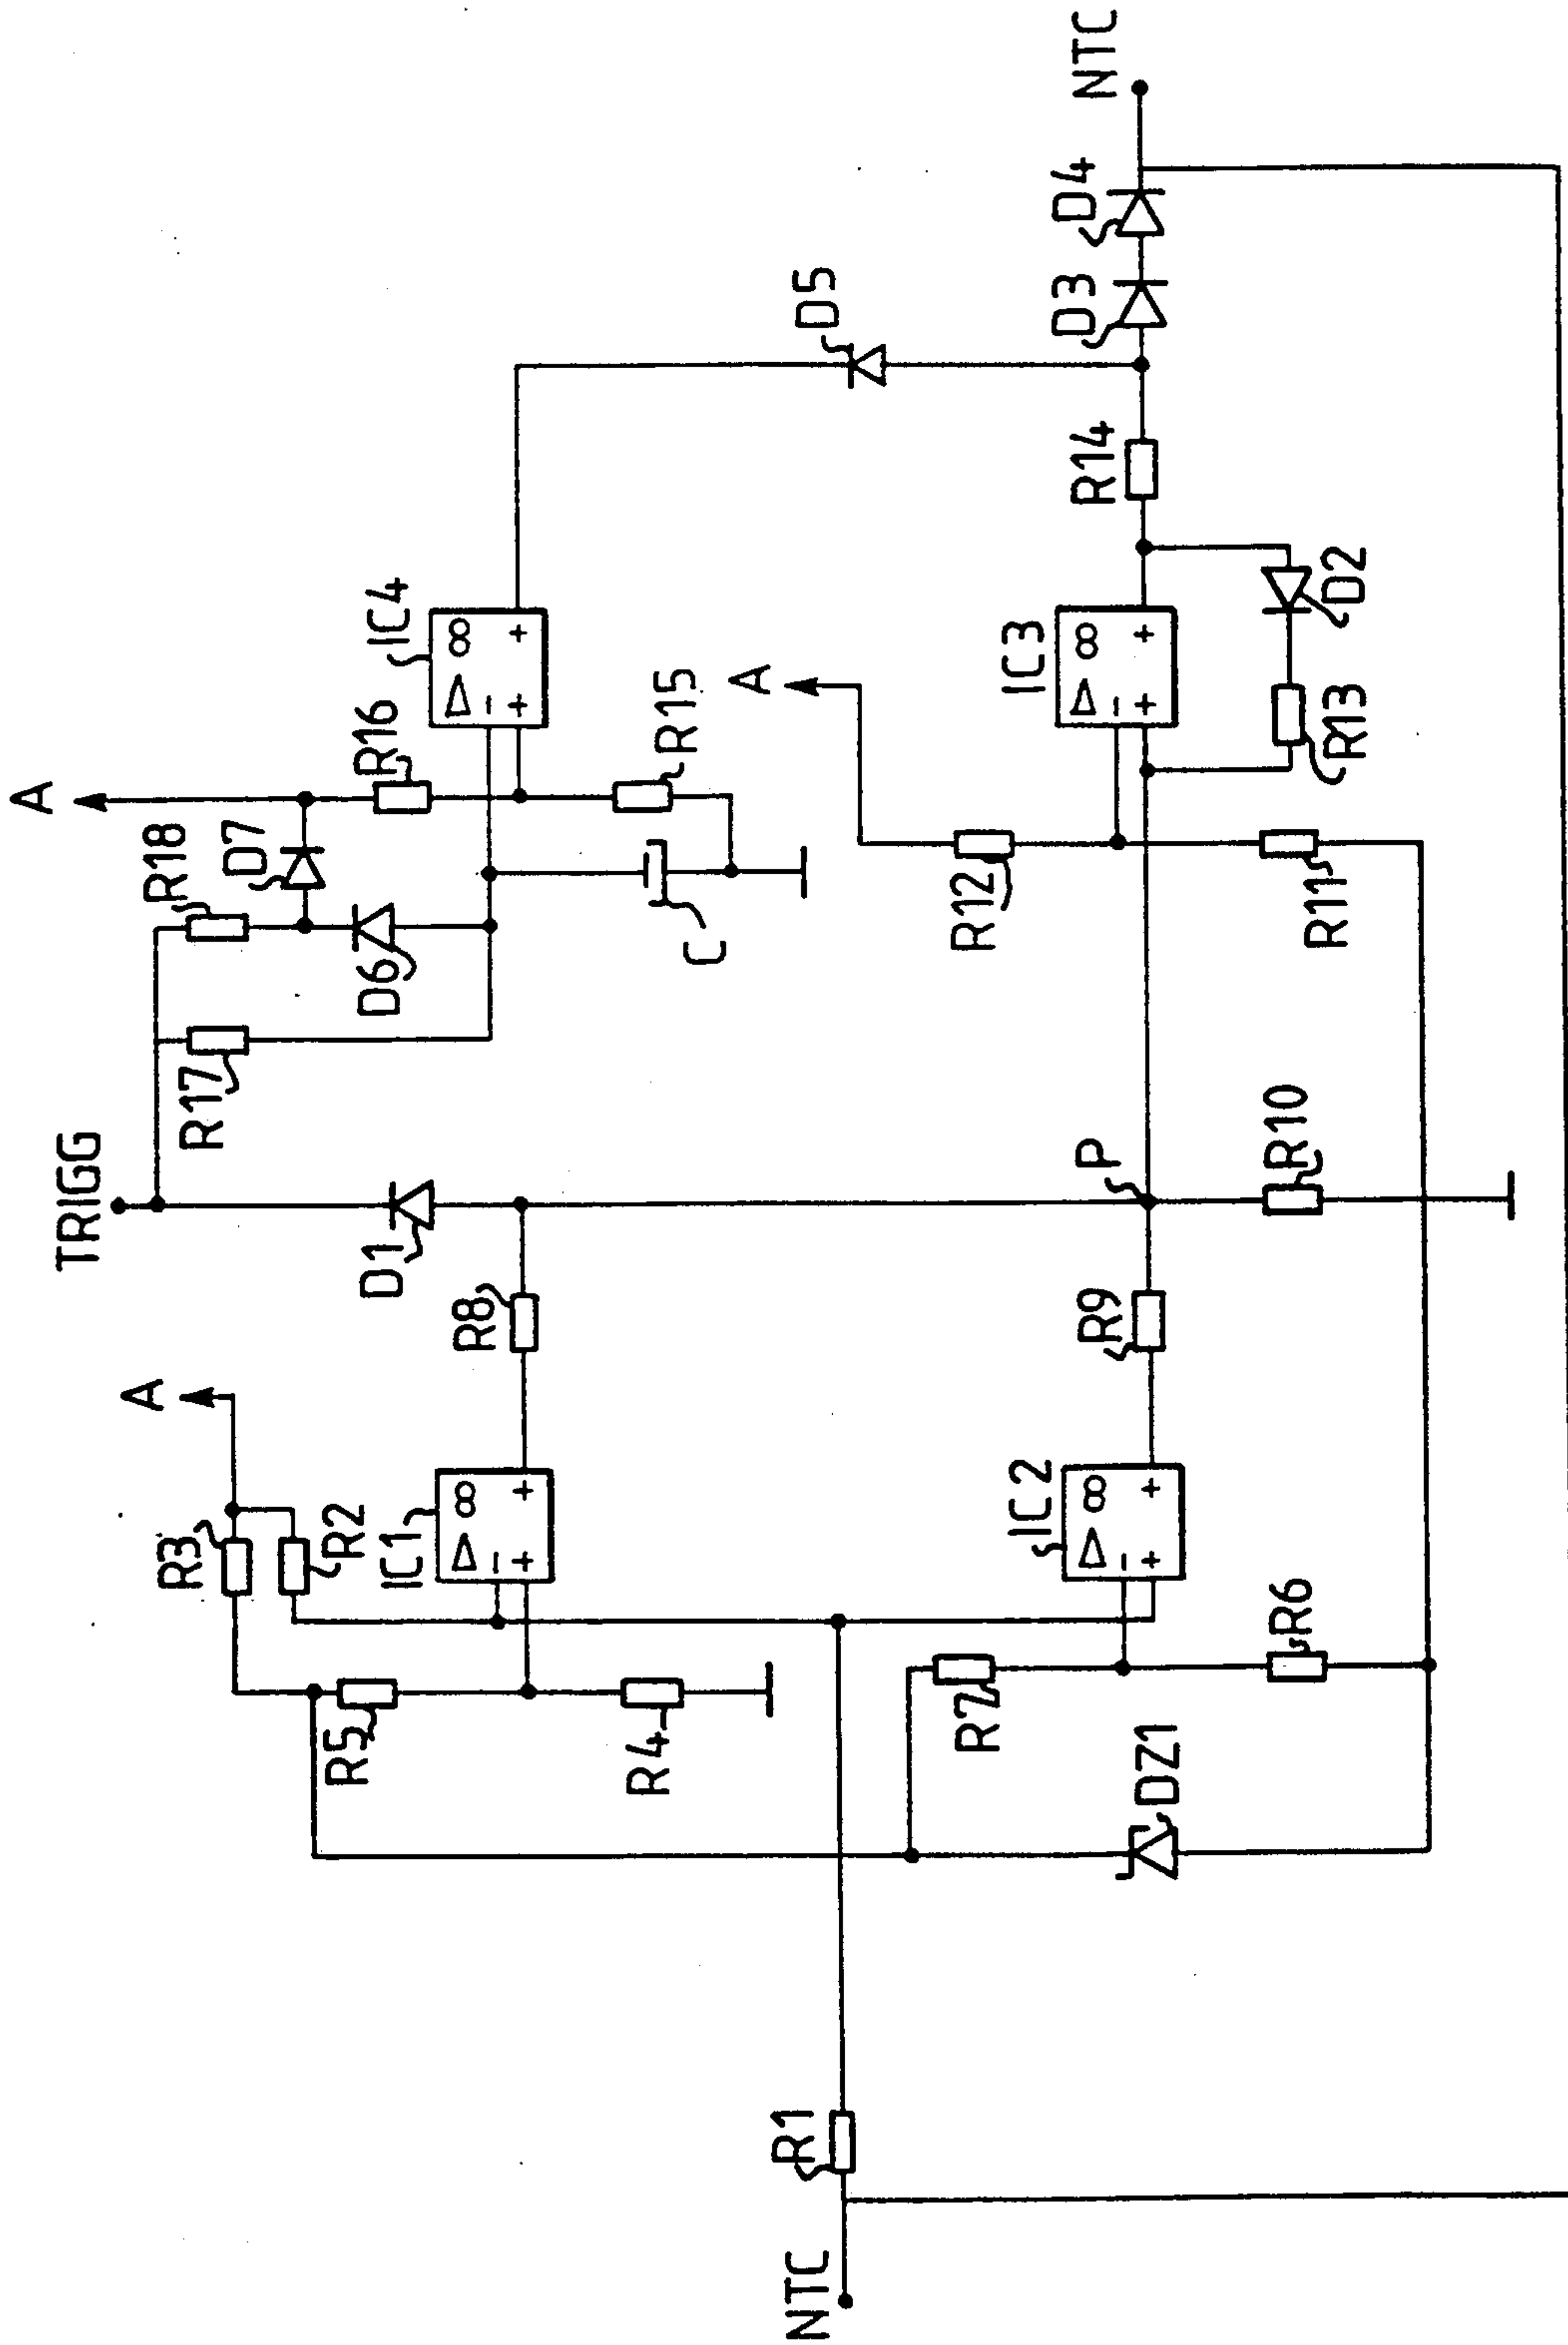 A
TRIGG
A
R18
R3
R17
D7
R5
R2
D1
D6
R16
IC1
IC4
Δ ∞
Δ ∞
R8
− 
+ +
−
+ +
R4
R15
C
A
NTC
R1
D5
R7
R12
IC2
IC3
Δ ∞
Δ ∞
−
+ +
−
+ +
R9
P
R14
D3
D4
NTC
DZ1
R6
R10
R11
R13
D2